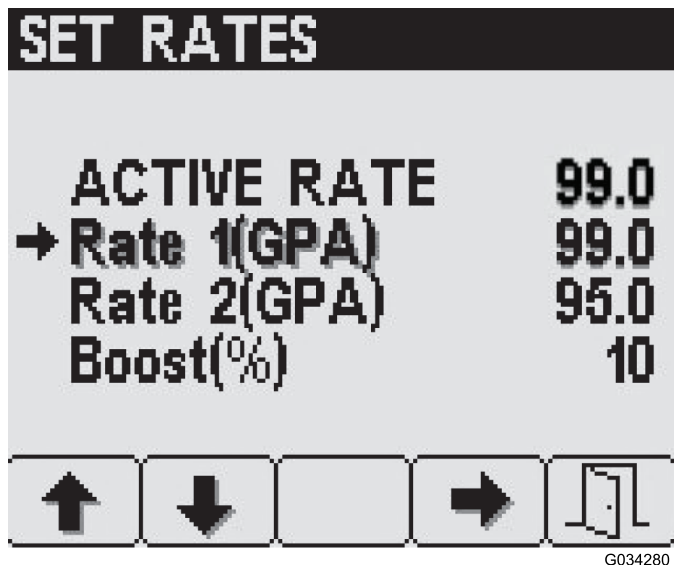 SET RATES
ACTIVE RATE 99.0
Rate 1(GPA) 99.0
Rate 2(GPA) 95.0
Boost(%) 10
G034280